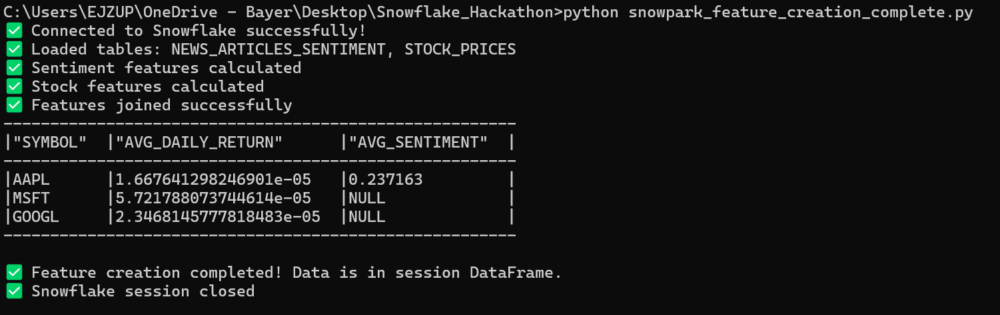 C:\Users\EJZUP\OneDrive - Bayer\Desktop\Snowflake_Hackathon>python snowpark_feature_creation_complete.py
✅ Connected to Snowflake successfully!
✅ Loaded tables: NEWS_ARTICLES_SENTIMENT, STOCK_PRICES
✅ Sentiment features calculated
✅ Stock features calculated
✅ Features joined successfully
-------------------------------------------------------
|"SYMBOL"  |"AVG_DAILY_RETURN"      |"AVG_SENTIMENT"  |
-------------------------------------------------------
|AAPL      |1.667641298246901e-05   |0.237163         |
|MSFT      |5.721788073744614e-05   |NULL             |
|GOOGL     |2.3468145777818483e-05  |NULL             |
-------------------------------------------------------
✅ Feature creation completed! Data is in session DataFrame.
✅ Snowflake session closed